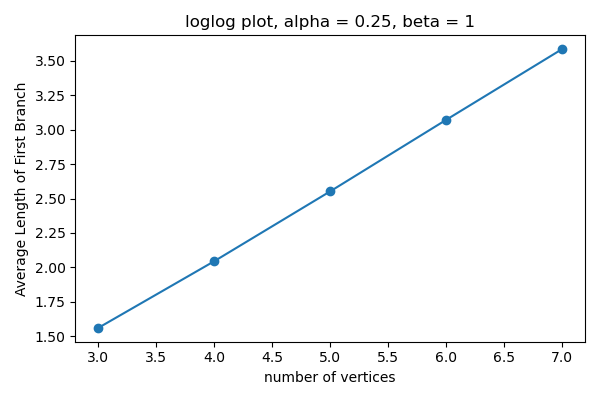 loglog plot, alpha = 0.25, beta = 1
Average Length of First Branch
3.50
3.25
3.00
2.75
2.50
2.25
2.00
1.75
1.50
3.0 3.5 4.0 4.5 5.0 5.5 6.0 6.5 7.0
number of vertices